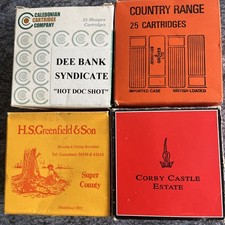 CALEDONIAN
CARTRIDGE
COMPANY
25 Shotgun
Cartridges
DEE BANK
SYNDICATE
"HOT DOC SHOT"
COUNTRY RANGE
25 CARTRIDGES
IMPORTED CASE
BRITISH LOADED
H.S.Greenfield & Son
Super
County
CORBY CASTLE
ESTATE